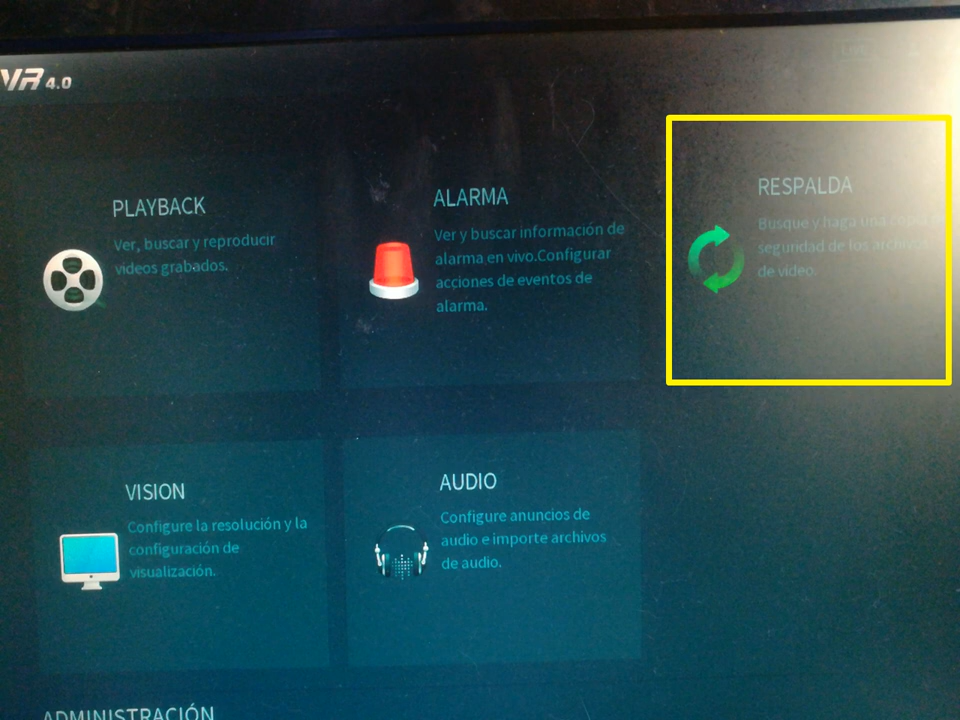 VR 4.0
PLAYBACK
Ver, buscar y reproducir
videos grabados.
ALARMA
Ver y buscar información de
alarma en vivo.Configurar
acciones de eventos de
alarma.
RESPALDA
Busque y haga una copia
seguridad de los archivos
de video.
VISION
Configure la resolución y la
configuración de
visualización.
AUDIO
Configure anuncios de
audio e importe archivos
de audio.
ADMINISTRACIÓN